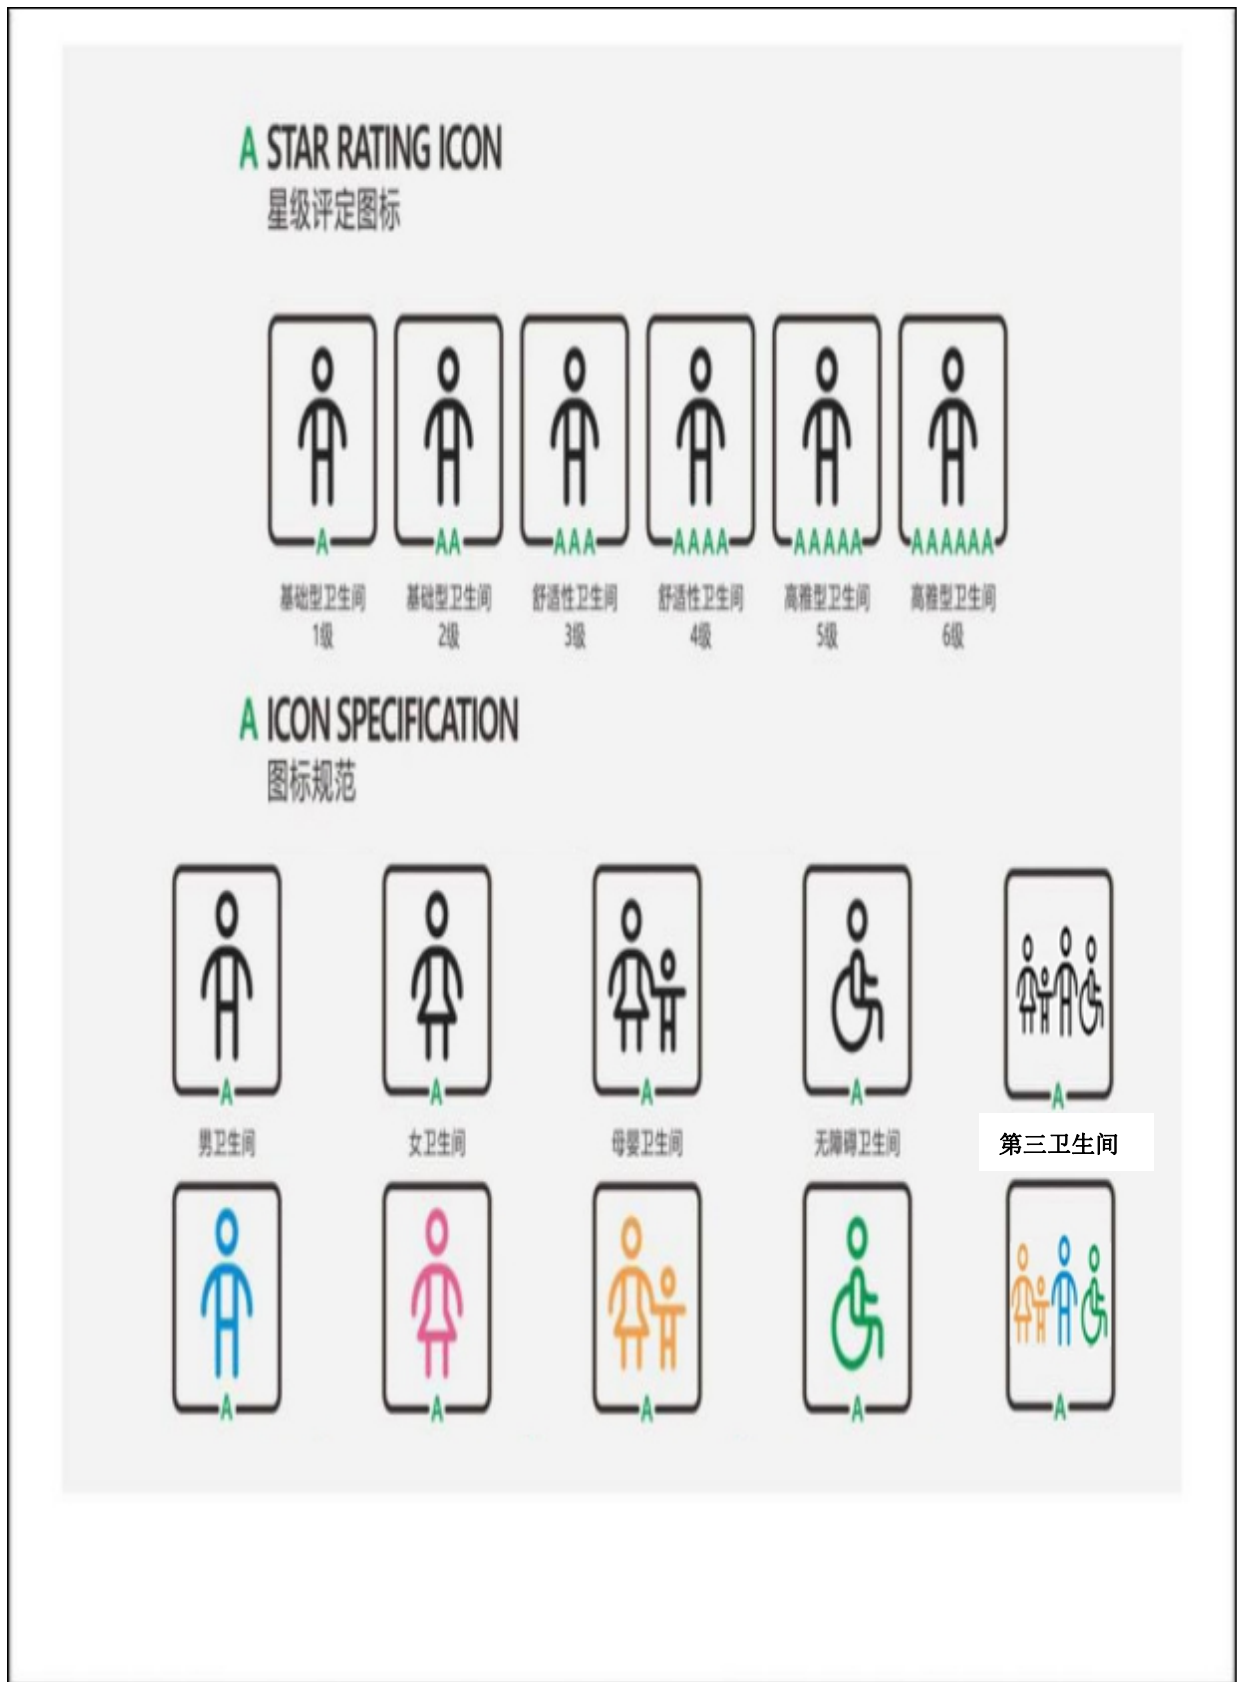 A STAR RATING ICON
星级评定图标
A AA AAA AAAA AAAAA AAAAAA
基础型卫生间 基础型卫生间 舒适性卫生间 舒适性卫生间 高雅型卫生间 高雅型卫生间
1级 2级 3级 4级 5级 6级
A ICON SPECIFICATION
图标规范
A A A A A
男卫生间 女卫生间 母婴卫生间 无障碍卫生间 第三卫生间
A A A A A